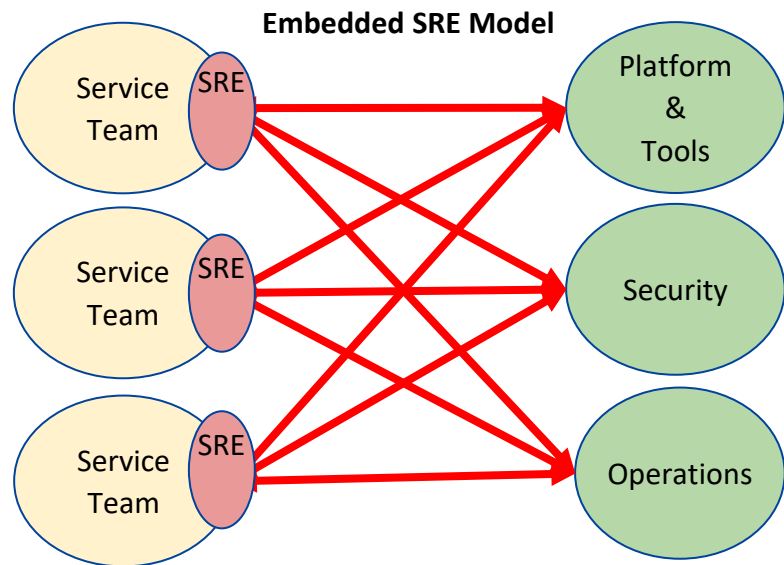 Embedded SRE Model
Service
Team
SRE
Platform
&
Tools
Service
Team
SRE
Security
Service
Team
SRE
Operations